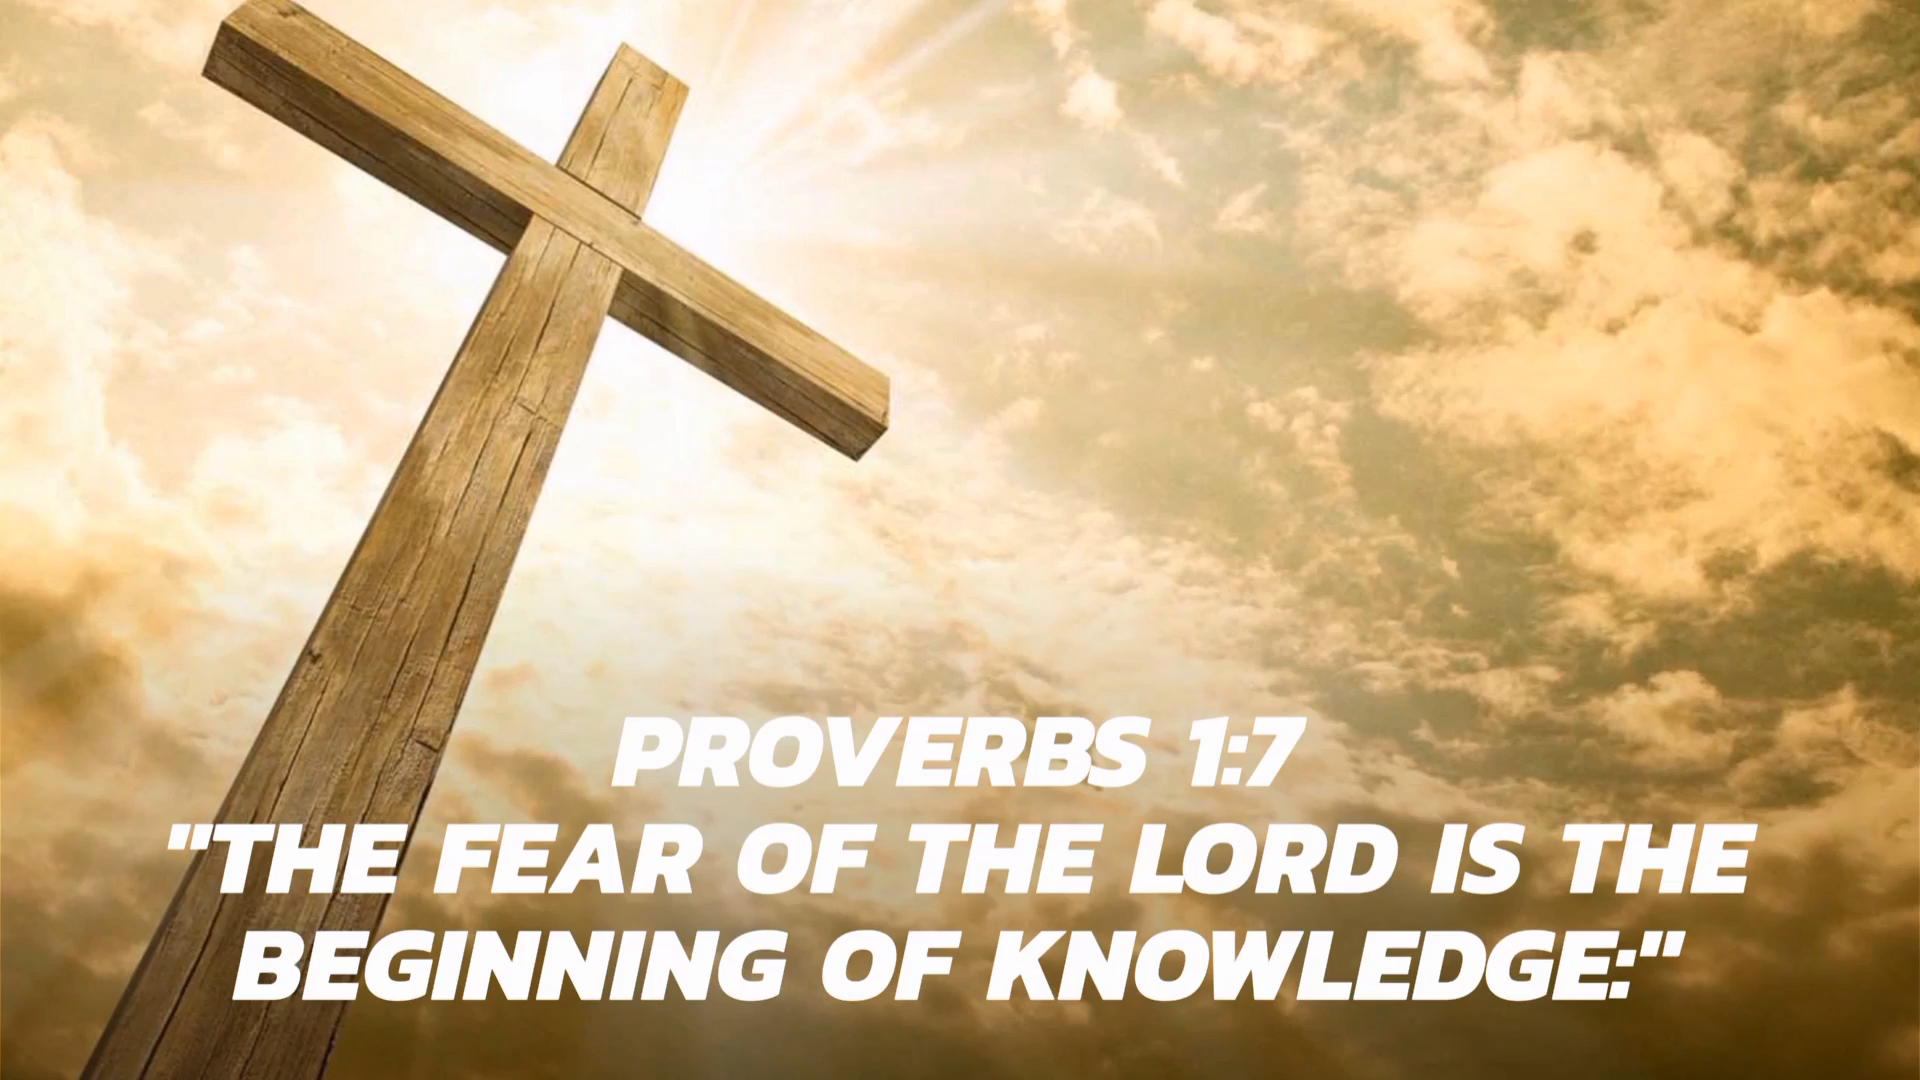 PROVERBS 1:7
"THE FEAR OF THE LORD IS THE
BEGINNING OF KNOWLEDGE:"